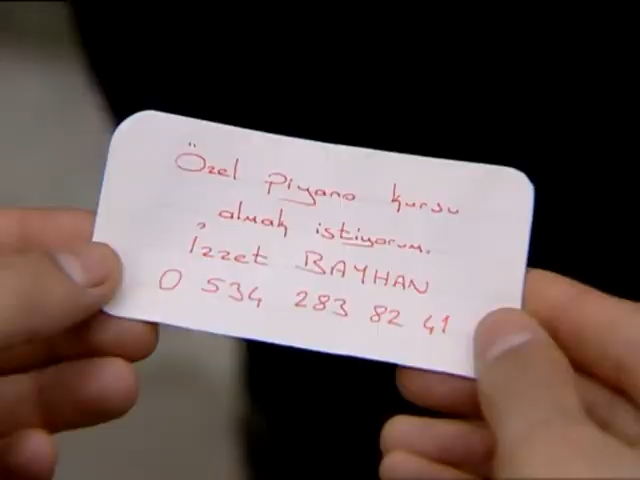 Özel Piyano kursu
almak istiyorum.
İzzet BAYHAN
0 534 283 82 41